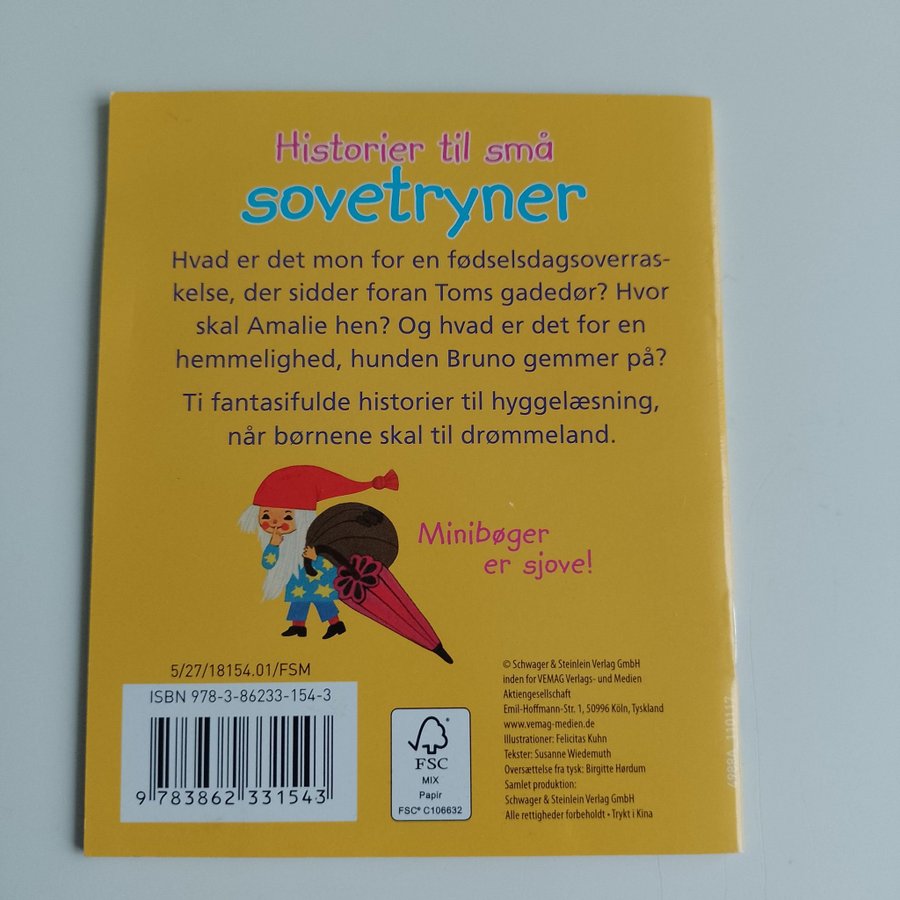 Historier til små
sovetryner
Hvad er det mon for en fødselsdagsoverras-
kelse, der sidder foran Toms gadedør? Hvor
skal Amalie hen? Og hvad er det for en
hemmelighed, hunden Bruno gemmer på?
Ti fantasifulde historier til hyggelæsning,
når børnene skal til drømmeland.
Minibøger
er sjove!
5/27/18154.01/FSM
ISBN 978-3-86233-154-3
9 783862 331543
FSC
MIX
Papir
FSC® C106632
© Schwager & Steinlein Verlag GmbH
inden for VEMAG Verlags- und Medien
Aktiengesellschaft
Emil-Hoffmann-Str. 1, 50996 Köln, Tyskland
www.vemag-medien.de
Illustrationer: Felicitas Kuhn
Tekster: Susanne Wiedemuth
Oversættelse fra tysk: Birgitte Hørdum
Samlet produktion:
Schwager & Steinlein Verlag GmbH
Alle rettigheder forbeholdt • Trykt i Kina